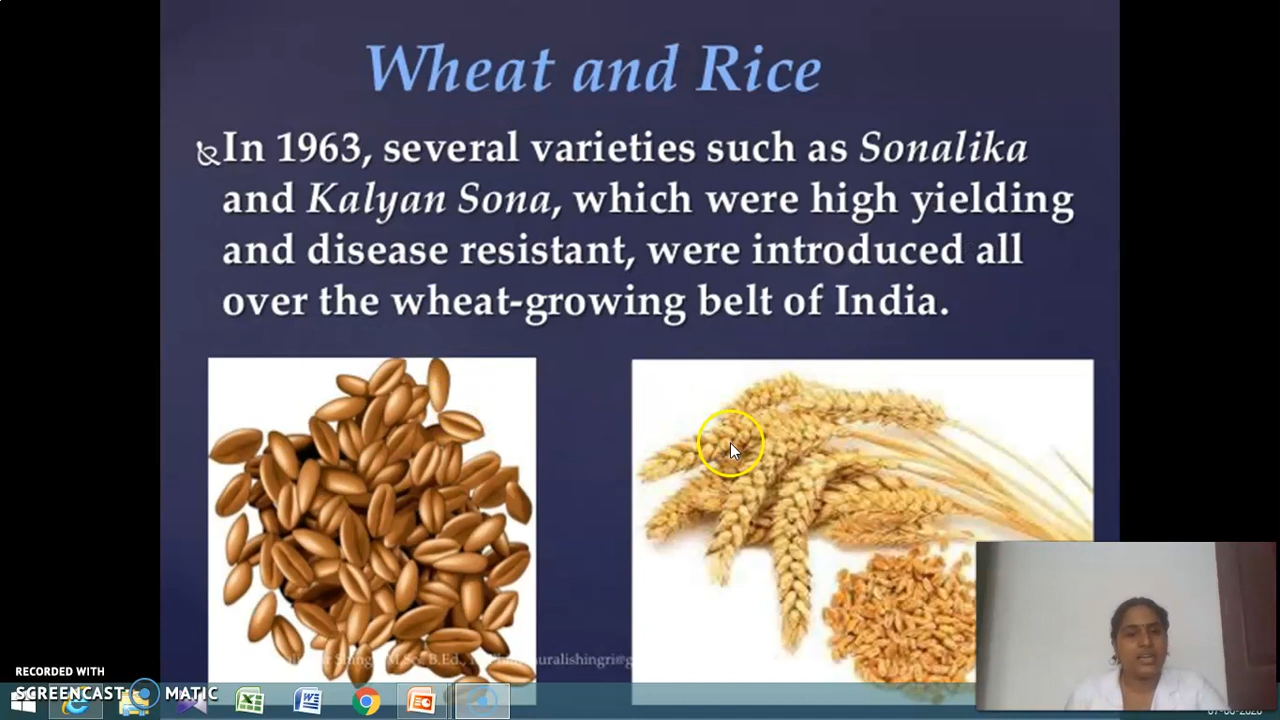 Wheat and Rice
In 1963, several varieties such as Sonalika
and Kalyan Sona, which were high yielding
and disease resistant, were introduced all
over the wheat-growing belt of India.
B.Ed.,
RECORDED WITH
SCREENCAST MATIC